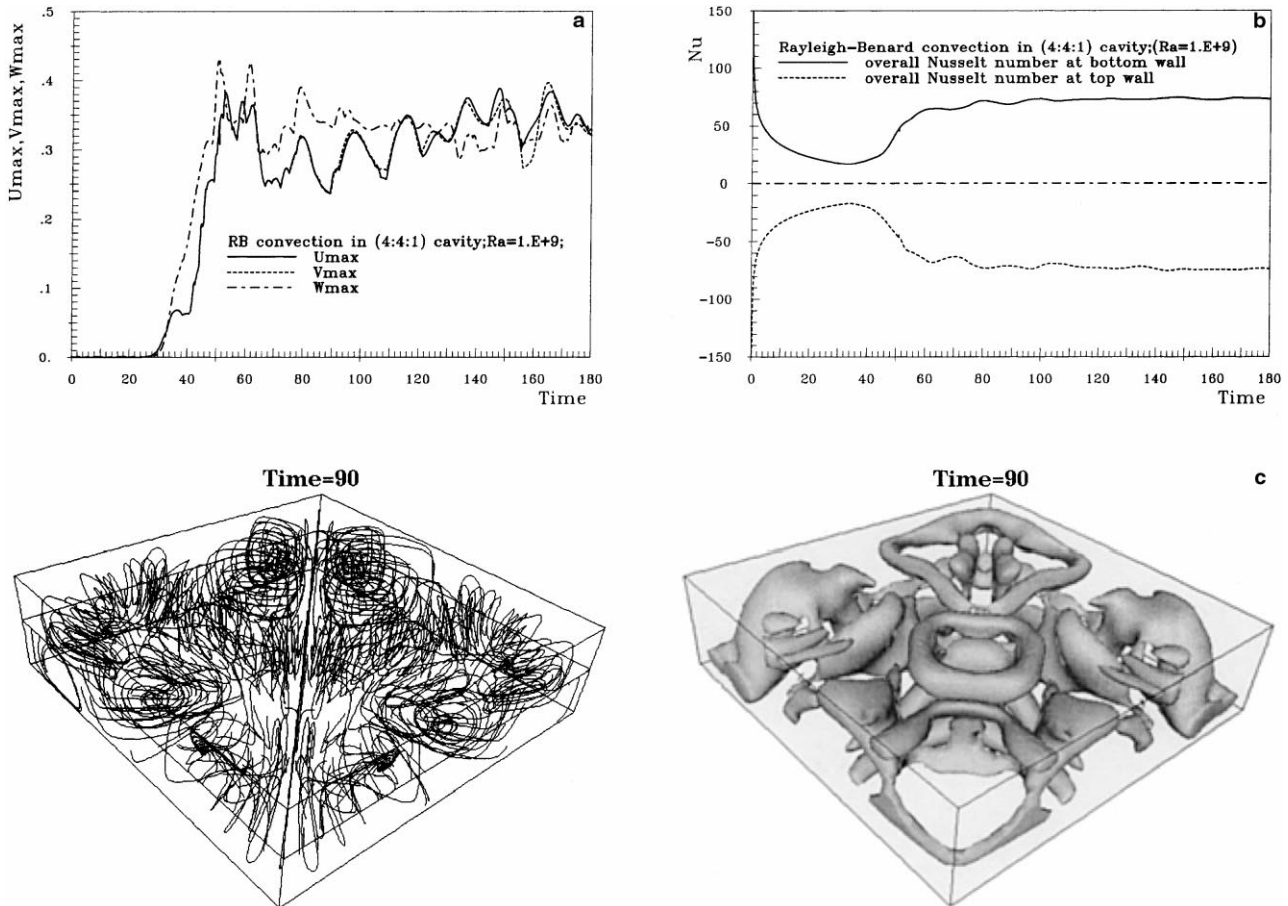 a
.5
.4
.3
.2
.1
0.
Umax,Vmax,Wmax
RB convection in (4:4:1) cavity;Ra=1.E+9;
Umax
Vmax
Wmax
0 20 40 60 80 100 120 140 160 180
Time
b
150
100
50
0
−50
−100
−150
Nu
Rayleigh−Benard convection in (4:4:1) cavity;(Ra=1.E+9)
overall Nusselt number at bottom wall
overall Nusselt number at top wall
0 20 40 60 80 100 120 140 160 180
Time
Time=90
Time=90
c